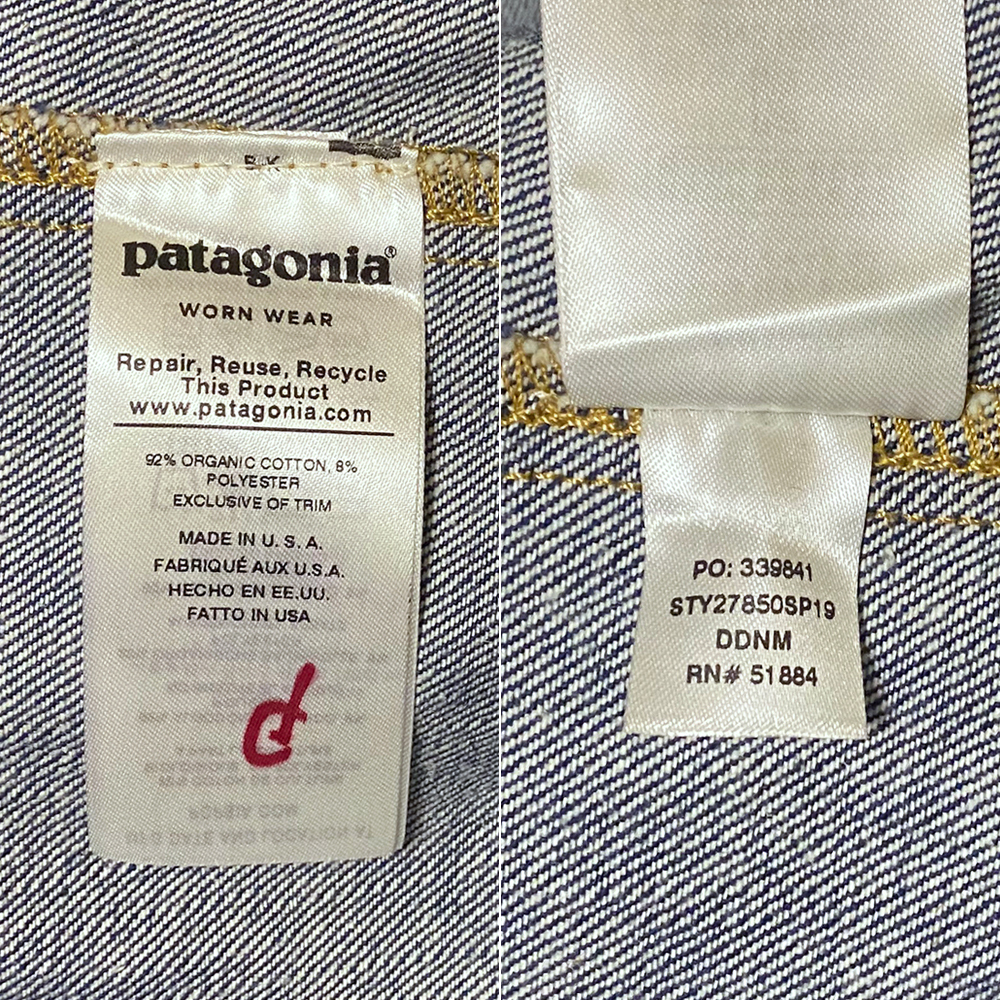 B-K
patagonia®
WORN WEAR
Repair, Reuse, Recycle
This Product
www.patagonia.com
92% ORGANIC COTTON, 8%
POLYESTER
EXCLUSIVE OF TRIM
MADE IN U. S. A.
FABRIQUÉ AUX U.S.A.
HECHO EN EE.UU.
FATTO IN USA
d
PO: 339841
STY27850SP19
DDNM
RN# 51884